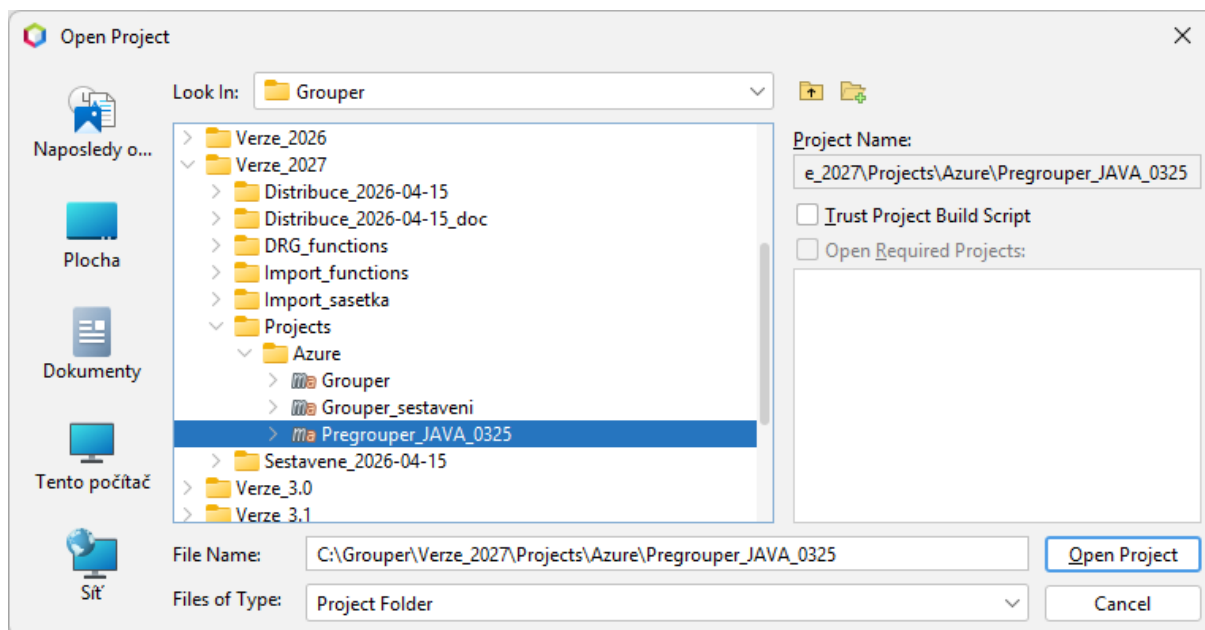 Open Project
Look In:
Grouper
Naposledy o...
Plocha
Dokumenty
Tento počítač
Síť
Verze_2026
Verze_2027
Distribuce_2026-04-15
Distribuce_2026-04-15_doc
DRG_functions
Import_functions
Import_sasetka
Projects
Azure
Grouper
Grouper_sestaveni
Pregrouper_JAVA_0325
Sestavene_2026-04-15
Verze_3.0
Verze_3.1
Project Name:
e_2027\Projects\Azure\Pregrouper_JAVA_0325
Trust Project Build Script
Open Required Projects:
File Name:
C:\Grouper\Verze_2027\Projects\Azure\Pregrouper_JAVA_0325
Open Project
Files of Type:
Project Folder
Cancel